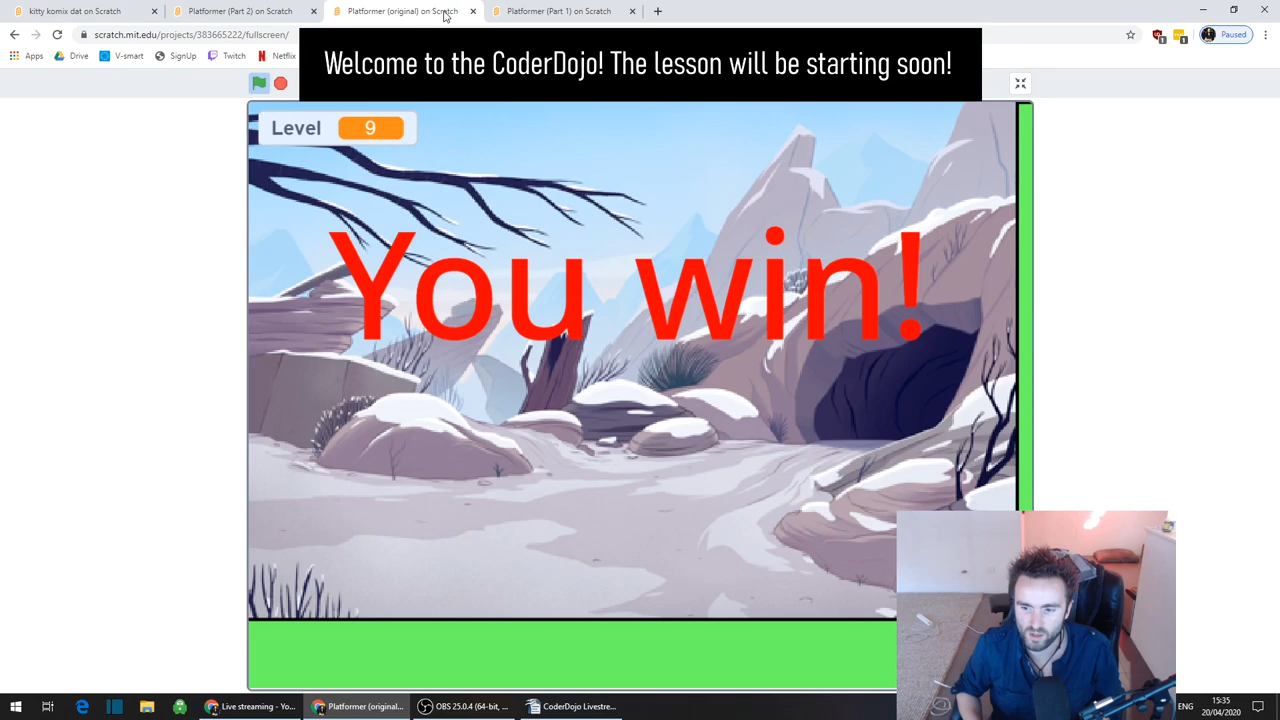 kitty komix dat on Scratch
Platformer (Part 2) on Scratch
Platformer (original) on Scratch
Platformer (Part 1) on Scratch
scratch.mit.edu/projects/383665222/fullscreen/
Paused
Apps
Drive
V-smart
SignUp
Twitch
Netflix
Welcome to the CoderDojo! The lesson will be starting soon!
Level 9
You win!
Live streaming - Yo...
Platformer (original...
OBS 25.0.4 (64-bit, ...
CoderDojo Livestre...
ENG
15:35
20/04/2020